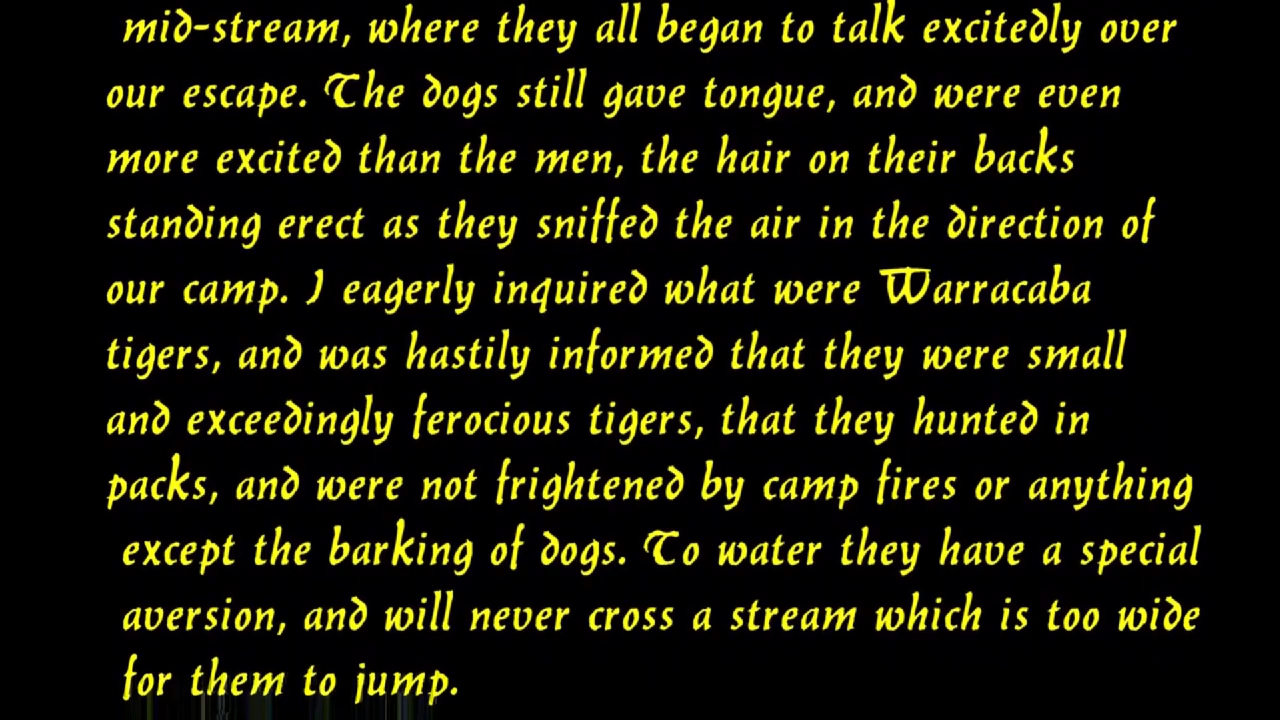 mid-stream, where they all began to talk excitedly over
our escape. The dogs still gave tongue, and were even
more excited than the men, the hair on their backs
standing erect as they sniffed the air in the direction of
our camp. I eagerly inquired what were Warracaba
tigers, and was hastily informed that they were small
and exceedingly ferocious tigers, that they hunted in
packs, and were not frightened by camp fires or anything
except the barking of dogs. To water they have a special
aversion, and will never cross a stream which is too wide
for them to jump.